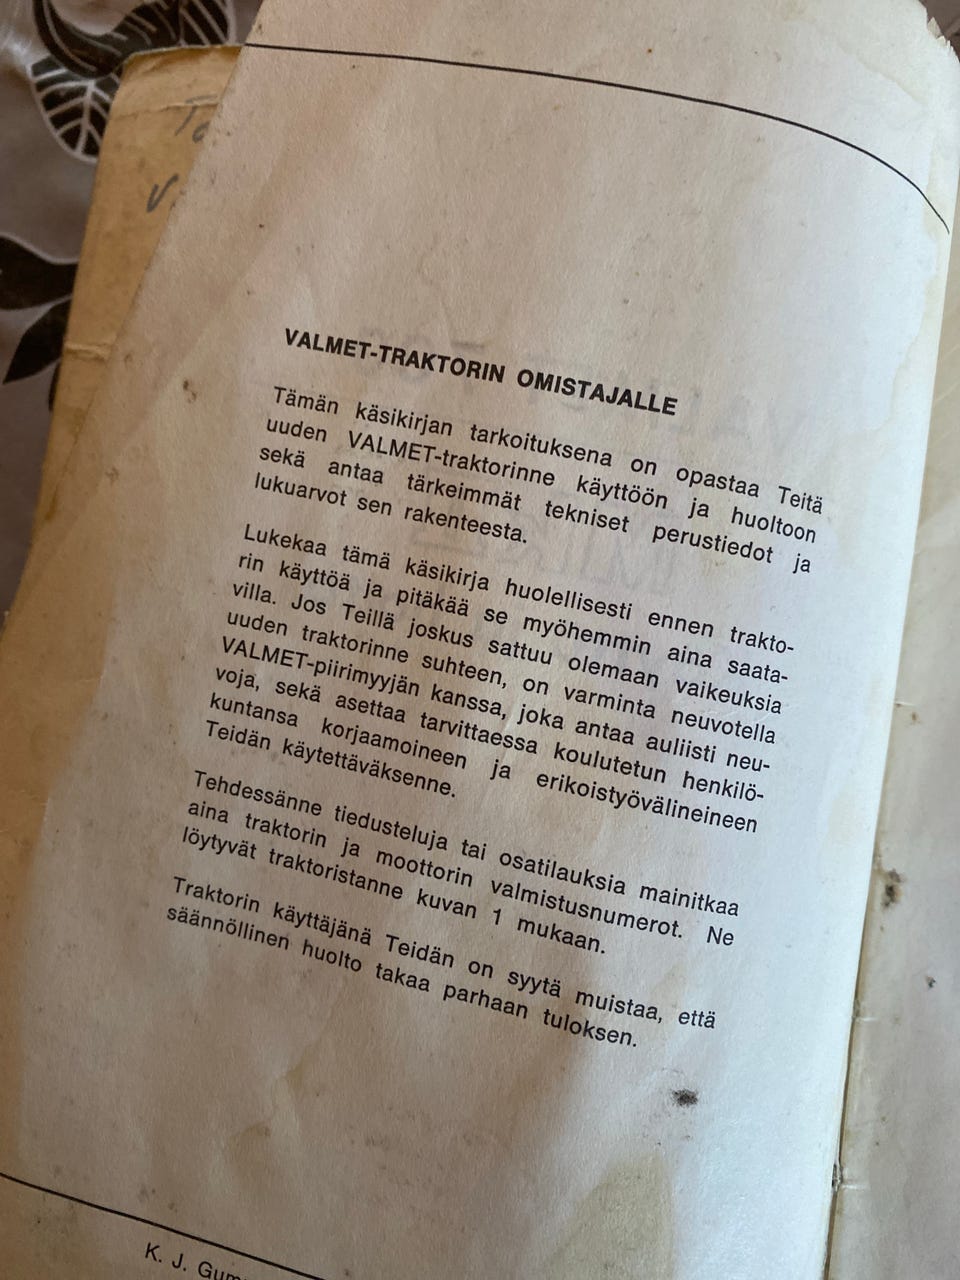 VALMET-TRAKTORIN OMISTAJALLE
Tämän käsikirjan tarkoituksena on opastaa Teitä
uuden VALMET-traktorinne käyttöön ja huoltoon
sekä antaa tärkeimmät tekniset perustiedot ja
lukuarvot sen rakenteesta.
Lukekaa tämä käsikirja huolellisesti ennen trakto-
rin käyttöä ja pitäkää se myöhemmin aina saata-
villa. Jos Teillä joskus sattuu olemaan vaikeuksia
uuden traktorinne suhteen, on varminta neuvotella
VALMET-piirimyyjän kanssa, joka antaa auliisti neu-
voja, sekä asettaa tarvittaessa koulutetun henkilö-
kuntansa korjaamoineen ja erikoistyövälineineen
Teidän käytettäväksenne.
Tehdessänne tiedusteluja tai osatilauksia mainitkaa
aina traktorin ja moottorin valmistusnumerot. Ne
löytyvät traktoristanne kuvan 1 mukaan.
Traktorin käyttäjänä Teidän on syytä muistaa, että
säännöllinen huolto takaa parhaan tuloksen.
K. J.